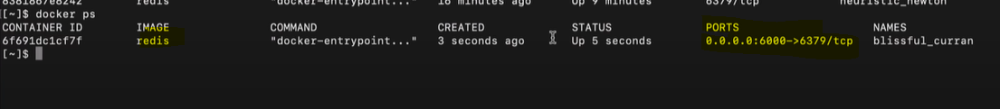 redis "docker-entrypoint..." 16 minutes ago Up 9 minutes 6379/tcp heuristic_newton
[~]$ docker ps
CONTAINER ID IMAGE COMMAND CREATED STATUS PORTS NAMES
6f691dc1cf7f redis "docker-entrypoint..." 3 seconds ago Up 5 seconds 0.0.0.0:6000->6379/tcp blissful_curran
[~]$